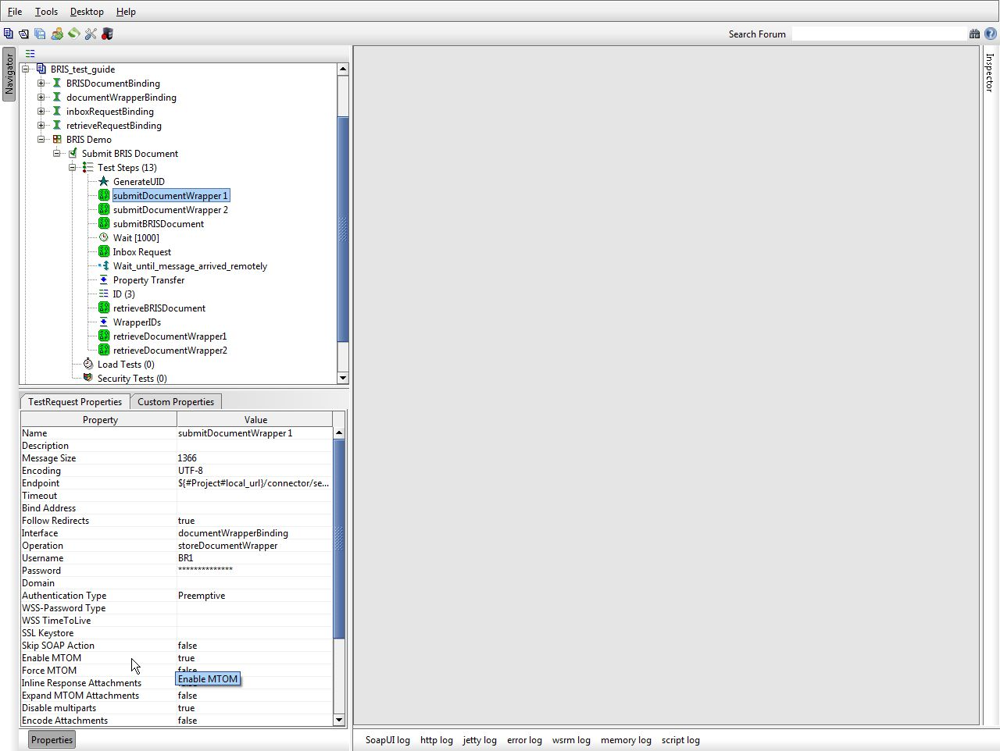 File Tools Desktop Help
Search Forum
Navigator
Inspector
BRIS_test_guide
BRISDocumentBinding
documentWrapperBinding
inboxRequestBinding
retrieveRequestBinding
BRIS Demo
Submit BRIS Document
Test Steps (13)
GenerateUID
submitDocumentWrapper 1
submitDocumentWrapper 2
submitBRISDocument
Wait [1000]
Inbox Request
Wait_until_message_arrived_remotely
Property Transfer
ID (3)
retrieveBRISDocument
WrapperIDs
retrieveDocumentWrapper1
retrieveDocumentWrapper2
Load Tests (0)
Security Tests (0)
TestRequest Properties Custom Properties
Property Value
Name submitDocumentWrapper 1
Description
Message Size 1366
Encoding UTF-8
Endpoint ${#Project#local_url}/connector/se...
Timeout
Bind Address
Follow Redirects true
Interface documentWrapperBinding
Operation storeDocumentWrapper
Username BR1
Password **************
Domain
Authentication Type Preemptive
WSS-Password Type
WSS TimeToLive
SSL Keystore
Skip SOAP Action false
Enable MTOM true
Force MTOM false
Enable MTOM
Inline Response Attachments
Expand MTOM Attachments false
Disable multiparts true
Encode Attachments false
Properties
SoapUI log http log jetty log error log wsrm log memory log script log